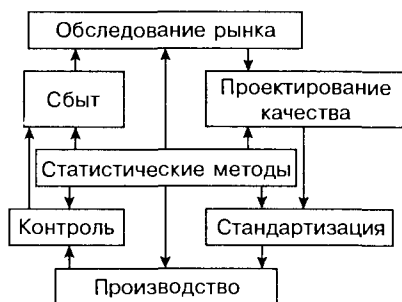 Обследование рынка
Сбыт
Проектирование
качества
Статистические методы
Контроль
Стандартизация
Производство